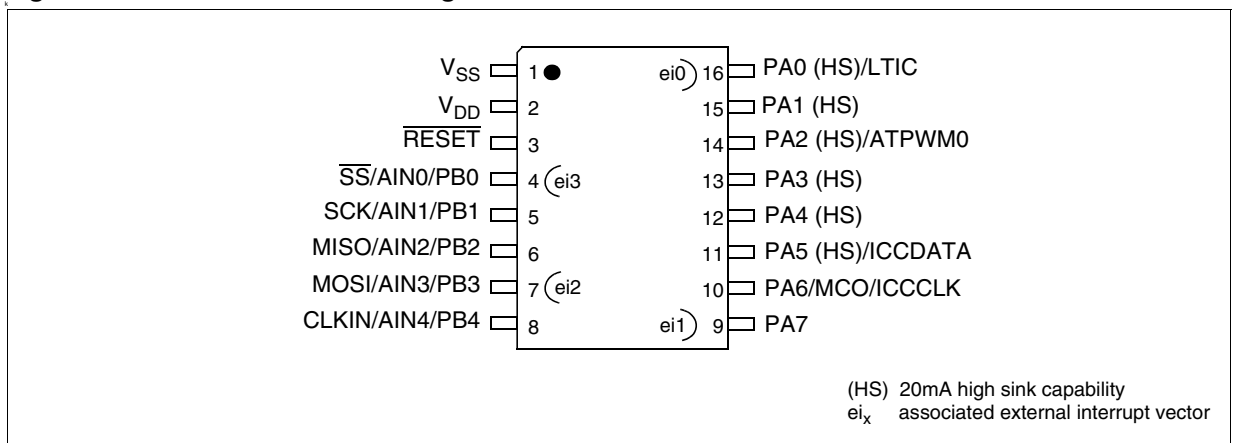 VSS 1 ei0 16 PA0 (HS)/LTIC
VDD 2 15 PA1 (HS)
RESET 3 14 PA2 (HS)/ATPWM0
SS/AIN0/PB0 4 ei3 13 PA3 (HS)
SCK/AIN1/PB1 5 12 PA4 (HS)
MISO/AIN2/PB2 6 11 PA5 (HS)/ICCDATA
MOSI/AIN3/PB3 7 ei2 10 PA6/MCO/ICCCLK
CLKIN/AIN4/PB4 8 ei1 9 PA7
(HS) 20mA high sink capability
eix associated external interrupt vector